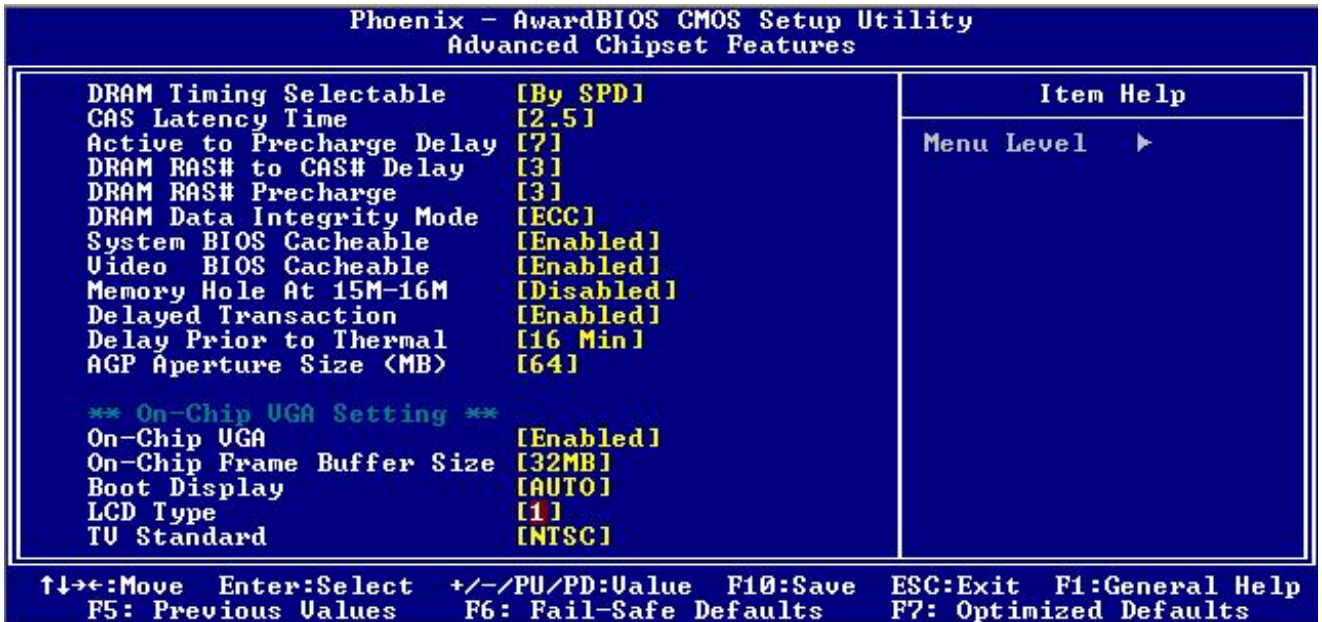 Phoenix - AwardBIOS CMOS Setup Utility
Advanced Chipset Features
DRAM Timing Selectable [By SPD]
CAS Latency Time [2.5]
Active to Precharge Delay [7]
DRAM RAS# to CAS# Delay [3]
DRAM RAS# Precharge [3]
DRAM Data Integrity Mode [ECC]
System BIOS Cacheable [Enabled]
Video BIOS Cacheable [Enabled]
Memory Hole At 15M-16M [Disabled]
Delayed Transaction [Enabled]
Delay Prior to Thermal [16 Min]
AGP Aperture Size (MB) [64]
** On-Chip VGA Setting **
On-Chip VGA [Enabled]
On-Chip Frame Buffer Size [32MB]
Boot Display [AUTO]
LCD Type [1]
TV Standard [NTSC]
Item Help
Menu Level ►
↑↓→←:Move Enter:Select +/-/PU/PD:Value F10:Save ESC:Exit F1:General Help
F5: Previous Values F6: Fail-Safe Defaults F7: Optimized Defaults